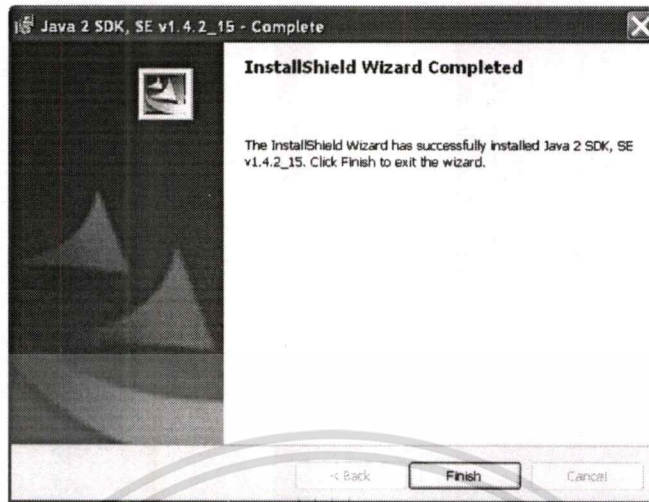 Java 2 SDK, SE v1.4.2_15 - Complete
InstallShield Wizard Completed
The InstallShield Wizard has successfully installed Java 2 SDK, SE
v1.4.2_15. Click Finish to exit the wizard.
< Back Finish Cancel